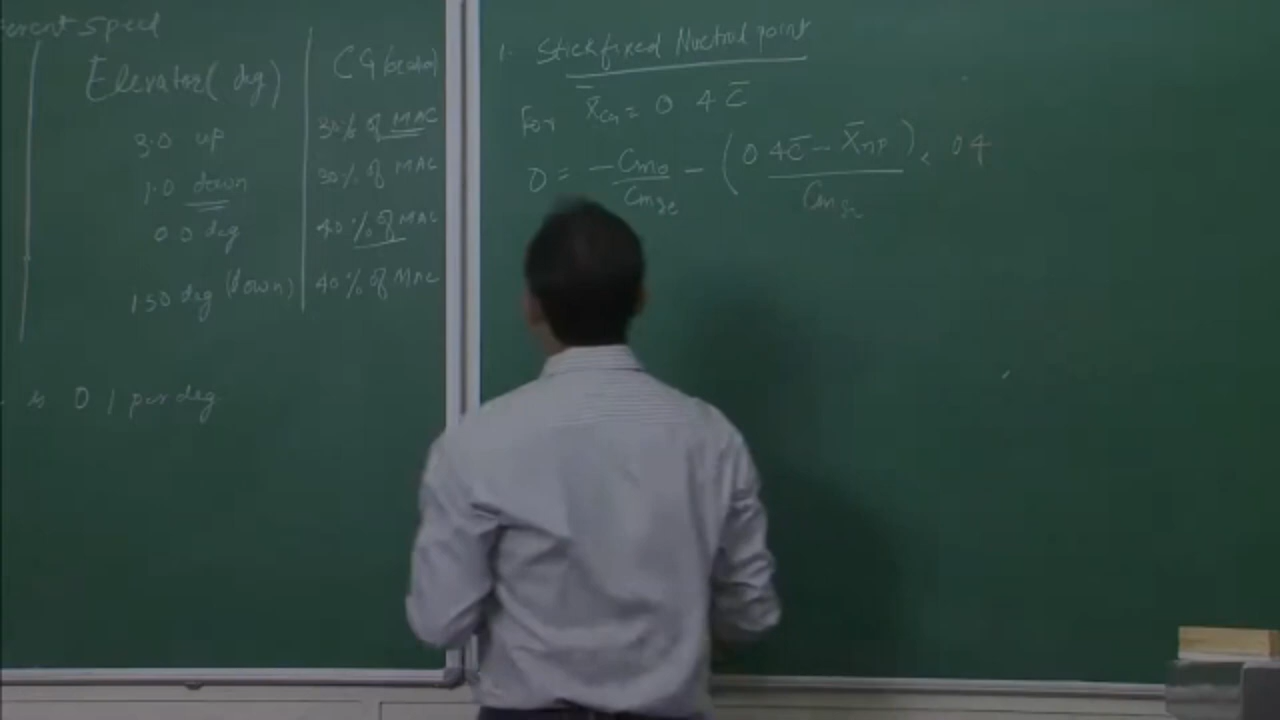 erent Speed
Elevator (deg) CG location
3.0 up 30% of MAC
1.0 down 30% of MAC
0.0 deg 40% of MAC
1.50 deg (down) 40% of MAC
is 0.1 per deg
1. Stick fixed Nuetral point
For X̄cg = 0.4 C̄
0 = -Cmo/Cmδe - (0.4C̄ - X̄NP)/Cmδe × 0.4